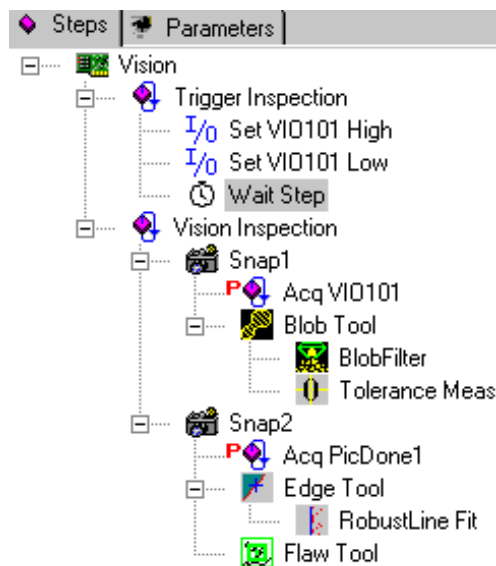 Steps Parameters
Vision
Trigger Inspection
I/O Set VIO101 High
I/O Set VIO101 Low
Wait Step
Vision Inspection
Snap1
P Acq VIO101
Blob Tool
BlobFilter
Tolerance Meas
Snap2
P Acq PicDone1
Edge Tool
RobustLine Fit
Flaw Tool